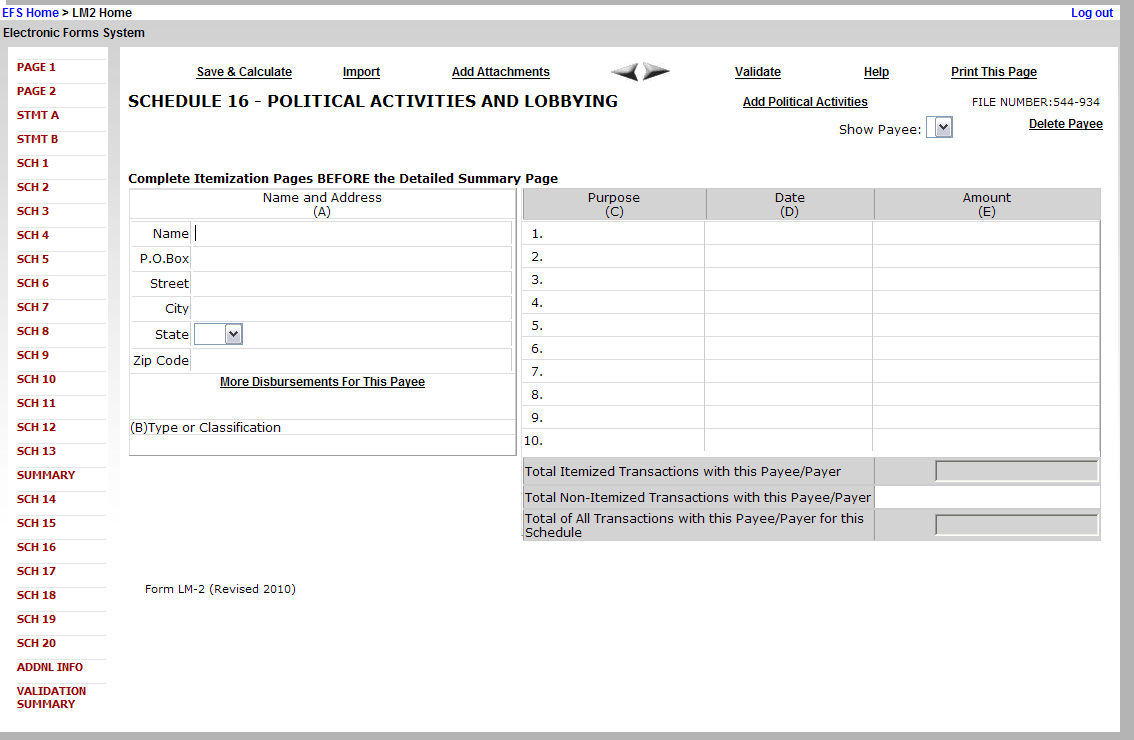 EFS Home > LM2 Home
Log out
Electronic Forms System
PAGE 1
PAGE 2
STMT A
STMT B
SCH 1
SCH 2
SCH 3
SCH 4
SCH 5
SCH 6
SCH 7
SCH 8
SCH 9
SCH 10
SCH 11
SCH 12
SCH 13
SUMMARY
SCH 14
SCH 15
SCH 16
SCH 17
SCH 18
SCH 19
SCH 20
ADDNL INFO
VALIDATION
SUMMARY
Save & Calculate
Import
Add Attachments
Validate
Help
Print This Page
SCHEDULE 16 - POLITICAL ACTIVITIES AND LOBBYING
Add Political Activities
FILE NUMBER:544-934
Show Payee:
Delete Payee
Complete Itemization Pages BEFORE the Detailed Summary Page
Name and Address
(A)
Name
P.O.Box
Street
City
State
Zip Code
More Disbursements For This Payee
(B)Type or Classification
Purpose
(C)
Date
(D)
Amount
(E)
1.
2.
3.
4.
5.
6.
7.
8.
9.
10.
Total Itemized Transactions with this Payee/Payer
Total Non-Itemized Transactions with this Payee/Payer
Total of All Transactions with this Payee/Payer for this
Schedule
Form LM-2 (Revised 2010)